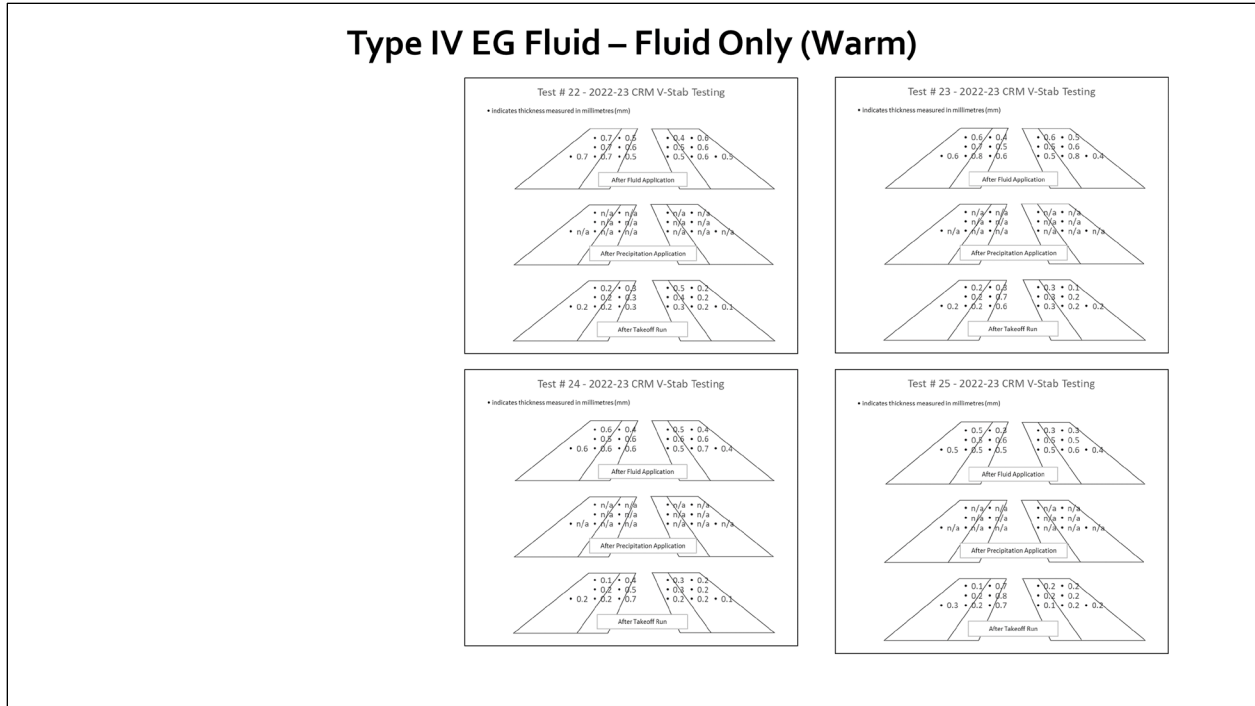 Type IV EG Fluid – Fluid Only (Warm)
Test # 22 - 2022-23 CRM V-Stab Testing
• indicates thickness measured in millimetres (mm)
• 0.7 • 0.5 • 0.4 • 0.6
• 0.7 • 0.6 • 0.5 • 0.6
• 0.7 • 0.7 • 0.5 • 0.5 • 0.6 • 0.5
After Fluid Application
• n/a • n/a • n/a • n/a
• n/a • n/a • n/a • n/a
• n/a • n/a • n/a • n/a • n/a • n/a
After Precipitation Application
• 0.2 • 0.3 • 0.5 • 0.2
• 0.2 • 0.3 • 0.4 • 0.2
• 0.2 • 0.2 • 0.3 • 0.3 • 0.2 • 0.1
After Takeoff Run
Test # 23 - 2022-23 CRM V-Stab Testing
• indicates thickness measured in millimetres (mm)
• 0.6 • 0.4 • 0.6 • 0.5
• 0.7 • 0.5 • 0.5 • 0.6
• 0.6 • 0.8 • 0.6 • 0.5 • 0.8 • 0.4
After Fluid Application
• n/a • n/a • n/a • n/a
• n/a • n/a • n/a • n/a
• n/a • n/a • n/a • n/a • n/a • n/a
After Precipitation Application
• 0.2 • 0.3 • 0.3 • 0.1
• 0.2 • 0.7 • 0.3 • 0.2
• 0.2 • 0.2 • 0.6 • 0.3 • 0.2 • 0.2
After Takeoff Run
Test # 24 - 2022-23 CRM V-Stab Testing
• indicates thickness measured in millimetres (mm)
• 0.6 • 0.4 • 0.5 • 0.4
• 0.5 • 0.6 • 0.6 • 0.6
• 0.6 • 0.6 • 0.6 • 0.5 • 0.7 • 0.4
After Fluid Application
• n/a • n/a • n/a • n/a
• n/a • n/a • n/a • n/a
• n/a • n/a • n/a • n/a • n/a • n/a
After Precipitation Application
• 0.1 • 0.4 • 0.3 • 0.2
• 0.2 • 0.5 • 0.3 • 0.2
• 0.2 • 0.2 • 0.7 • 0.2 • 0.2 • 0.1
After Takeoff Run
Test # 25 - 2022-23 CRM V-Stab Testing
• indicates thickness measured in millimetres (mm)
• 0.5 • 0.3 • 0.3 • 0.3
• 0.5 • 0.6 • 0.5 • 0.5
• 0.5 • 0.5 • 0.5 • 0.5 • 0.6 • 0.4
After Fluid Application
• n/a • n/a • n/a • n/a
• n/a • n/a • n/a • n/a
• n/a • n/a • n/a • n/a • n/a • n/a
After Precipitation Application
• 0.1 • 0.7 • 0.2 • 0.2
• 0.2 • 0.8 • 0.2 • 0.2
• 0.3 • 0.2 • 0.7 • 0.1 • 0.2 • 0.2
After Takeoff Run